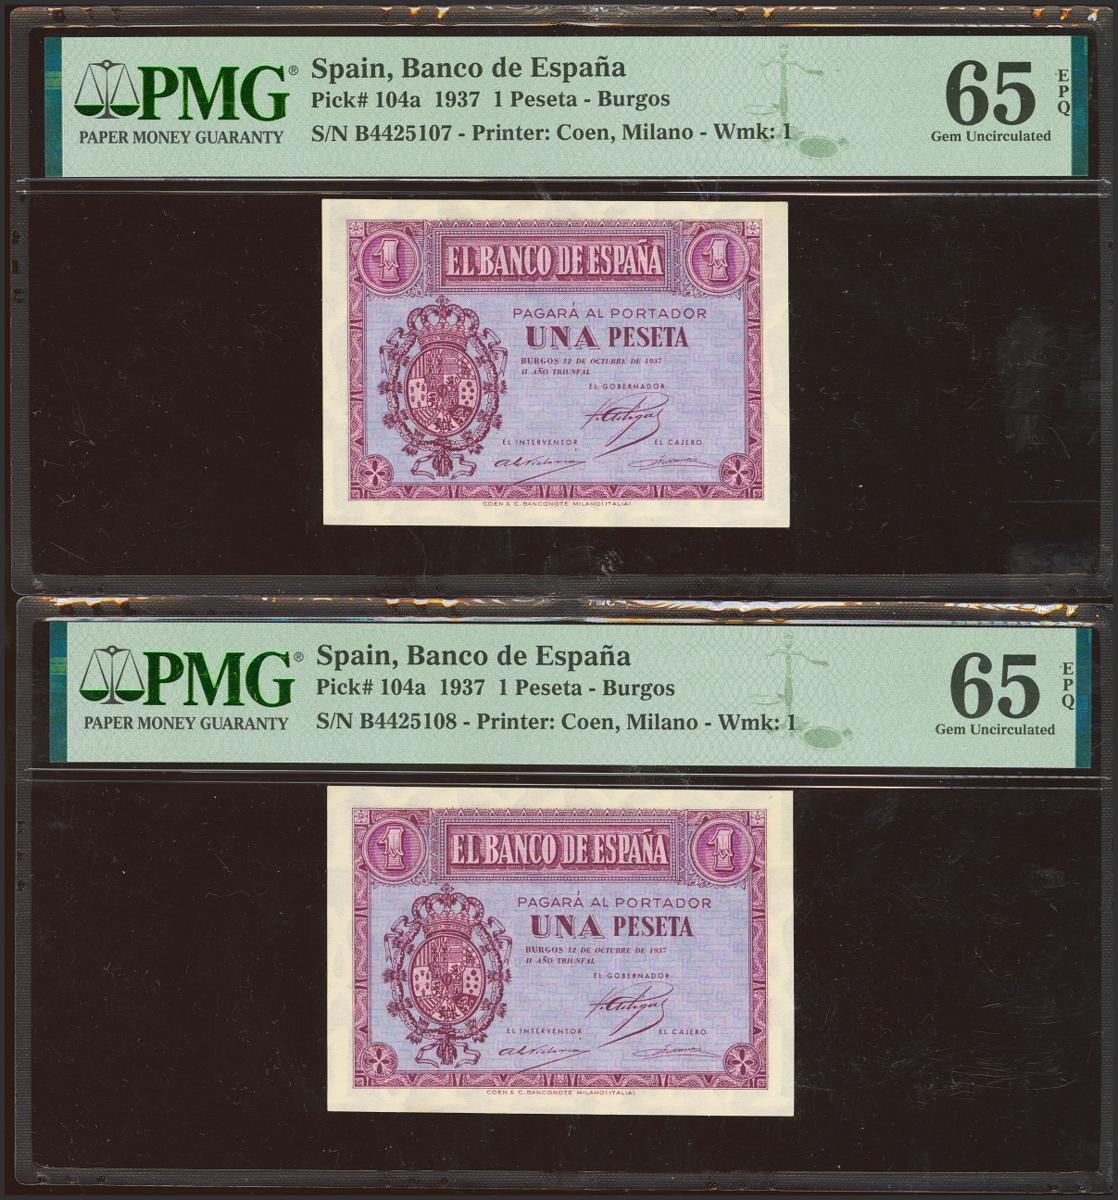 PMG®
PAPER MONEY GUARANTY
Spain, Banco de España
Pick# 104a 1937 1 Peseta - Burgos
S/N B4425107 - Printer: Coen, Milano - Wmk: 1
65 EPQ
Gem Uncirculated
1 EL BANCO DE ESPAÑA 1
PAGARÁ AL PORTADOR
UNA PESETA
BURGOS 12 DE OCTUBRE DE 1937
II AÑO TRIUNFAL
EL GOBERNADOR
EL INTERVENTOR EL CAJERO
COEN & C. BANCONOTE MILANO (ITALIA)
PMG®
PAPER MONEY GUARANTY
Spain, Banco de España
Pick# 104a 1937 1 Peseta - Burgos
S/N B4425108 - Printer: Coen, Milano - Wmk: 1
65 EPQ
Gem Uncirculated
1 EL BANCO DE ESPAÑA 1
PAGARÁ AL PORTADOR
UNA PESETA
BURGOS 12 DE OCTUBRE DE 1937
II AÑO TRIUNFAL
EL GOBERNADOR
EL INTERVENTOR EL CAJERO
COEN & C. BANCONOTE MILANO (ITALIA)